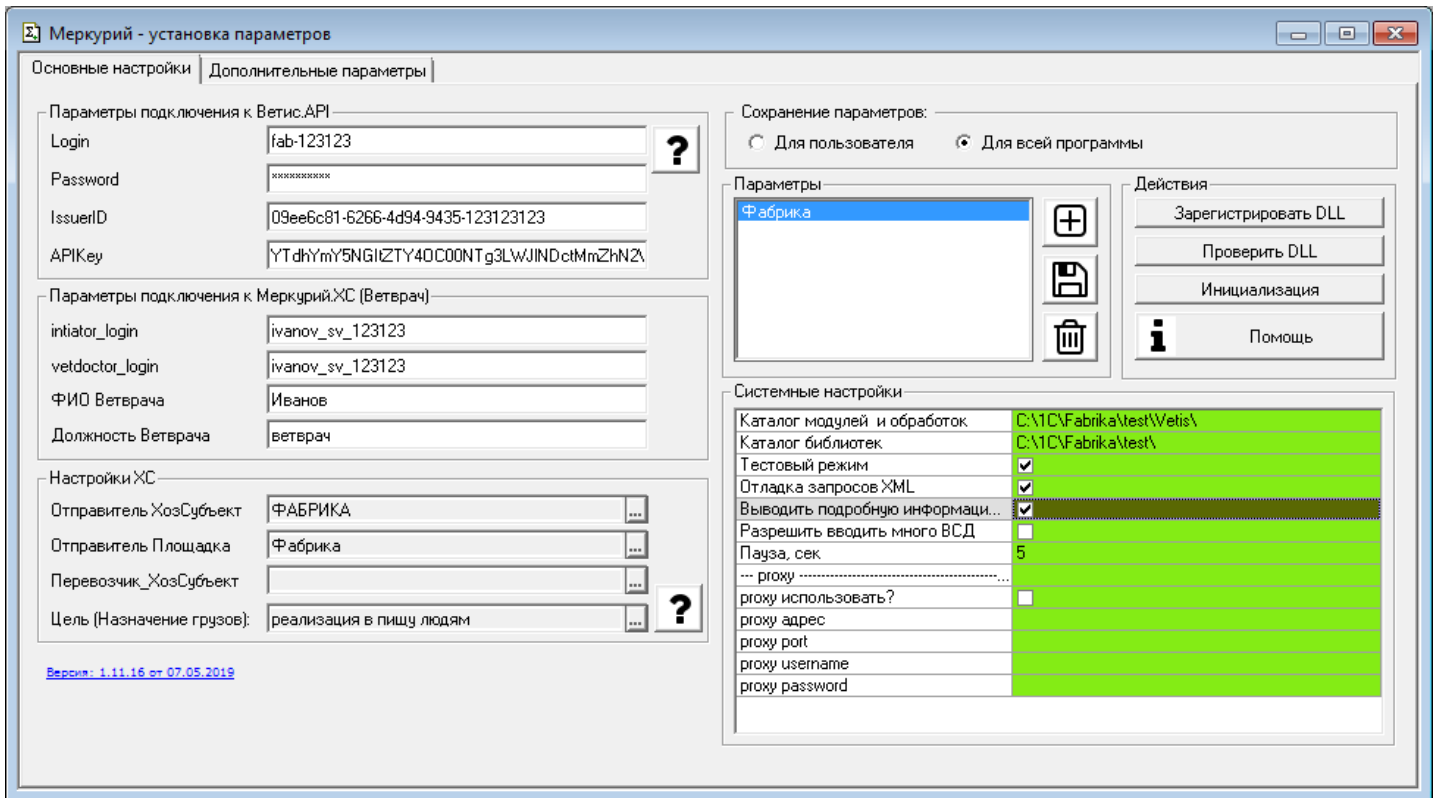 Меркурий - установка параметров
Основные настройки
Дополнительные параметры
Параметры подключения к Ветис.API
Login
fab-123123
?
Password
**********
IssuerID
09ee6c81-6266-4d94-9435-123123123
APIKey
YTdhYmY5NGItZTY4OC00NTg3LWJlNDctMmZhN2V
Параметры подключения к Меркурий.ХС (Ветврач)
intiator_login
ivanov_sv_123123
vetdoctor_login
ivanov_sv_123123
ФИО Ветврача
Иванов
Должность Ветврача
ветврач
Настройки ХС
Отправитель ХозСубъект
ФАБРИКА
...
Отправитель Площадка
Фабрика
...
Перевозчик_ХозСубъект
...
Цель (Назначение грузов):
реализация в пищу людям
...
?
Версия: 1.11.16 от 07.05.2019
Сохранение параметров:
Для пользователя
Для всей программы
Параметры
Фабрика
Действия
Зарегистрировать DLL
Проверить DLL
Инициализация
Помощь
Системные настройки
Каталог модулей и обработок
C:\1C\Fabrika\test\Vetis\
Каталог библиотек
C:\1C\Fabrika\test\
Тестовый режим
Отладка запросов XML
Выводить подробную информаци...
Разрешить вводить много ВСД
Пауза, сек
5
--- proxy ---------------------------------------------...
proxy использовать?
proxy адрес
proxy port
proxy username
proxy password